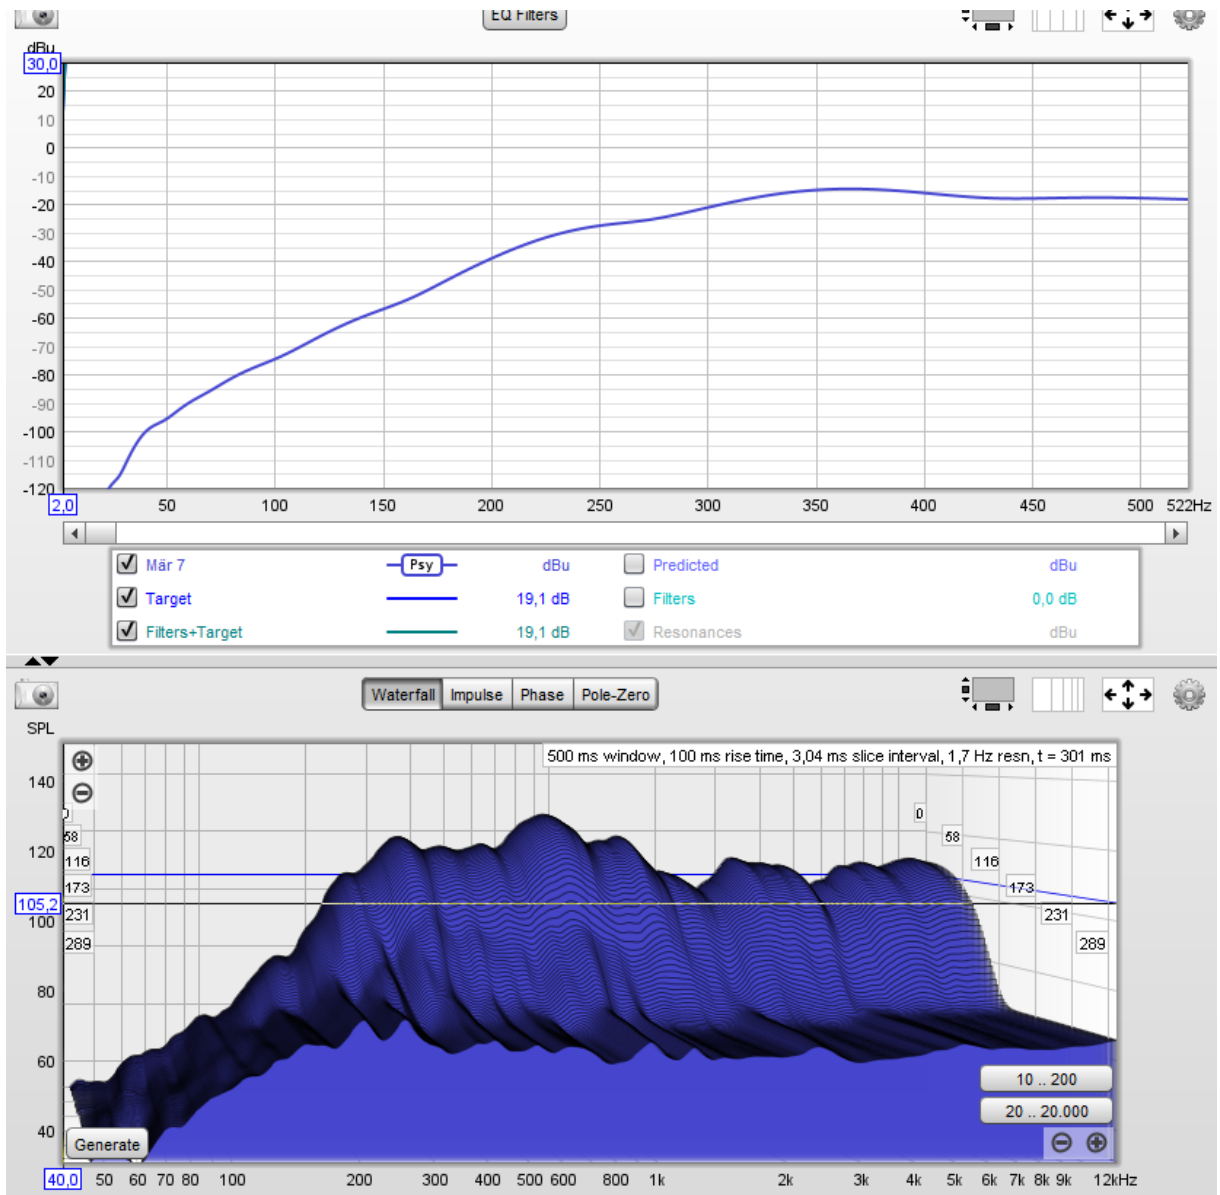 EQ Filters
dBu
30,0
20
10
0
-10
-20
-30
-40
-50
-60
-70
-80
-90
-100
-110
-120
2,0 50 100 150 200 250 300 350 400 450 500 522Hz
Mär 7 Psy dBu Predicted dBu
Target 19,1 dB Filters 0,0 dB
Filters+Target 19,1 dB Resonances dBu
Waterfall Impulse Phase Pole-Zero
SPL
500 ms window, 100 ms rise time, 3,04 ms slice interval, 1,7 Hz resn, t = 301 ms
140
0 0
58 58
120 116 116
173 173
105,2
100 231 231
289 289
80
60
10 .. 200
20 .. 20.000
40
Generate
40,0 50 60 70 80 100 200 300 400 500 600 800 1k 2k 3k 4k 5k 6k 7k 8k 9k 12kHz